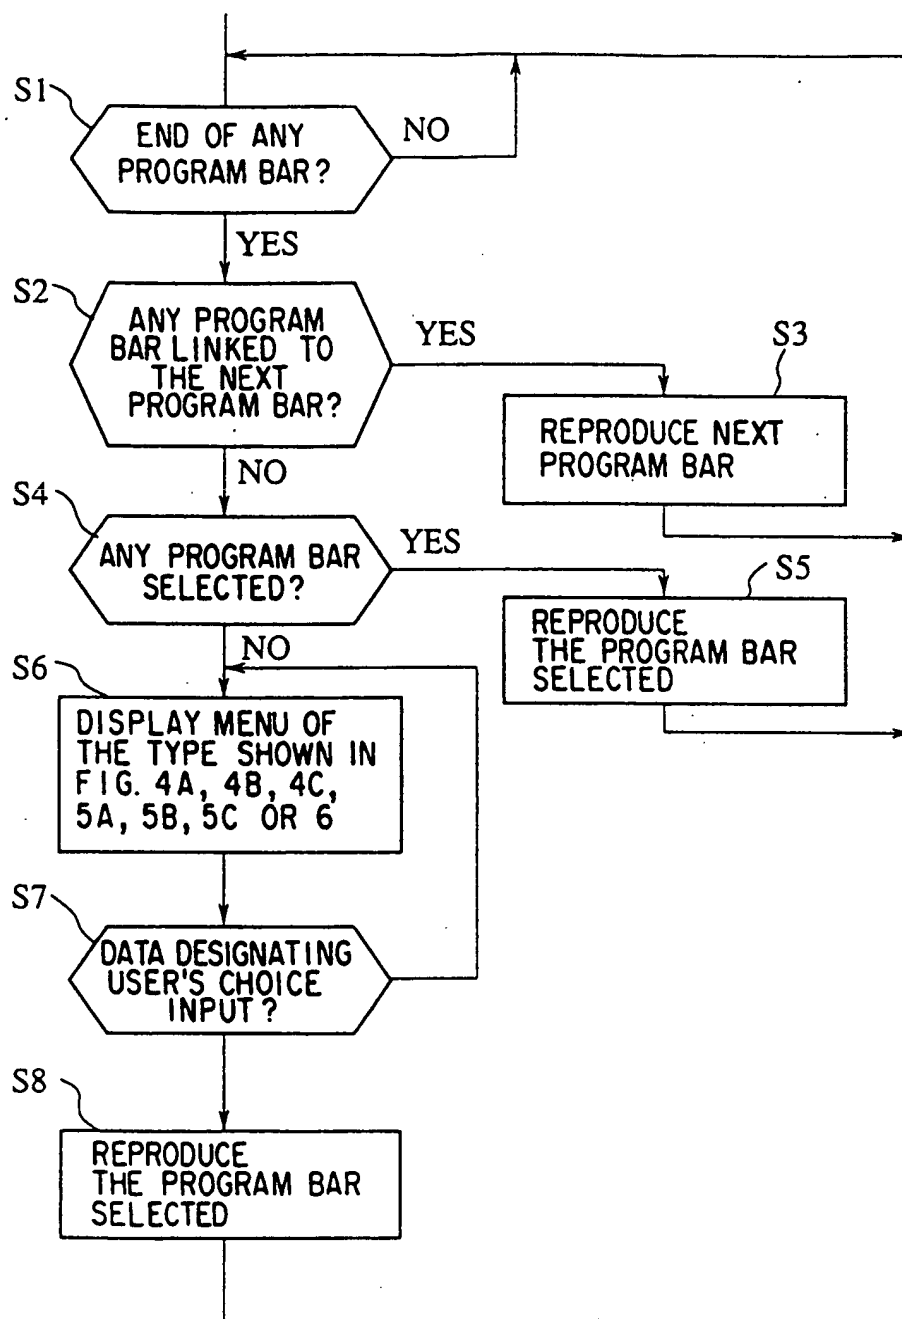 S1
END OF ANY
PROGRAM BAR?
NO
YES
S2
ANY PROGRAM
BAR LINKED TO
THE NEXT
PROGRAM BAR?
YES
S3
REPRODUCE NEXT
PROGRAM BAR
NO
S4
ANY PROGRAM BAR
SELECTED?
YES
S5
REPRODUCE
THE PROGRAM BAR
SELECTED
NO
S6
DISPLAY MENU OF
THE TYPE SHOWN IN
FIG. 4A, 4B, 4C,
5A, 5B, 5C OR 6
S7
DATA DESIGNATING
USER'S CHOICE
INPUT?
S8
REPRODUCE
THE PROGRAM BAR
SELECTED